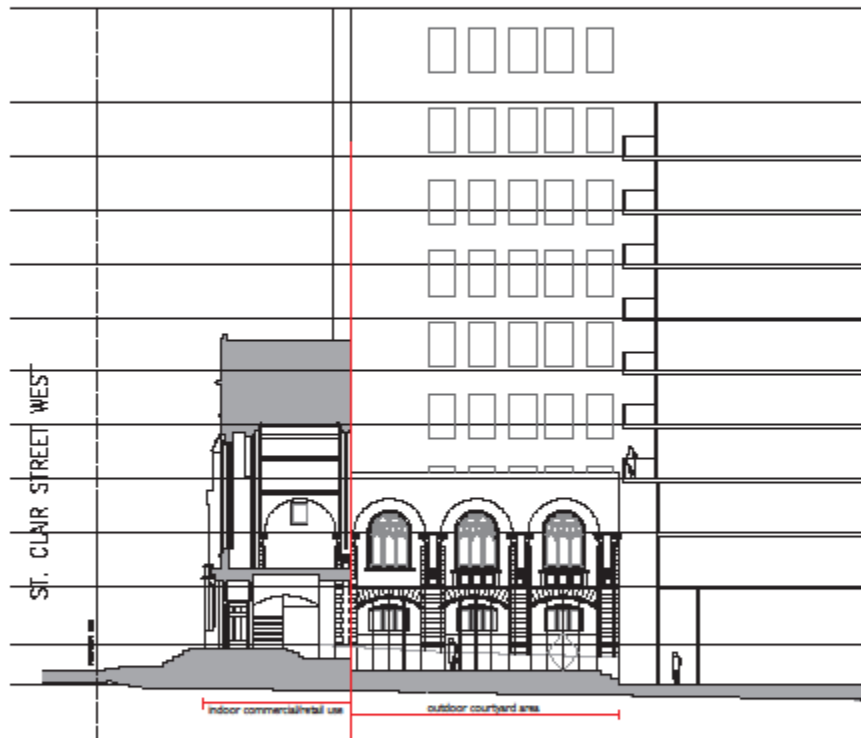 ST. CLAIR STREET WEST
indoor commercial/retail use
outdoor courtyard area